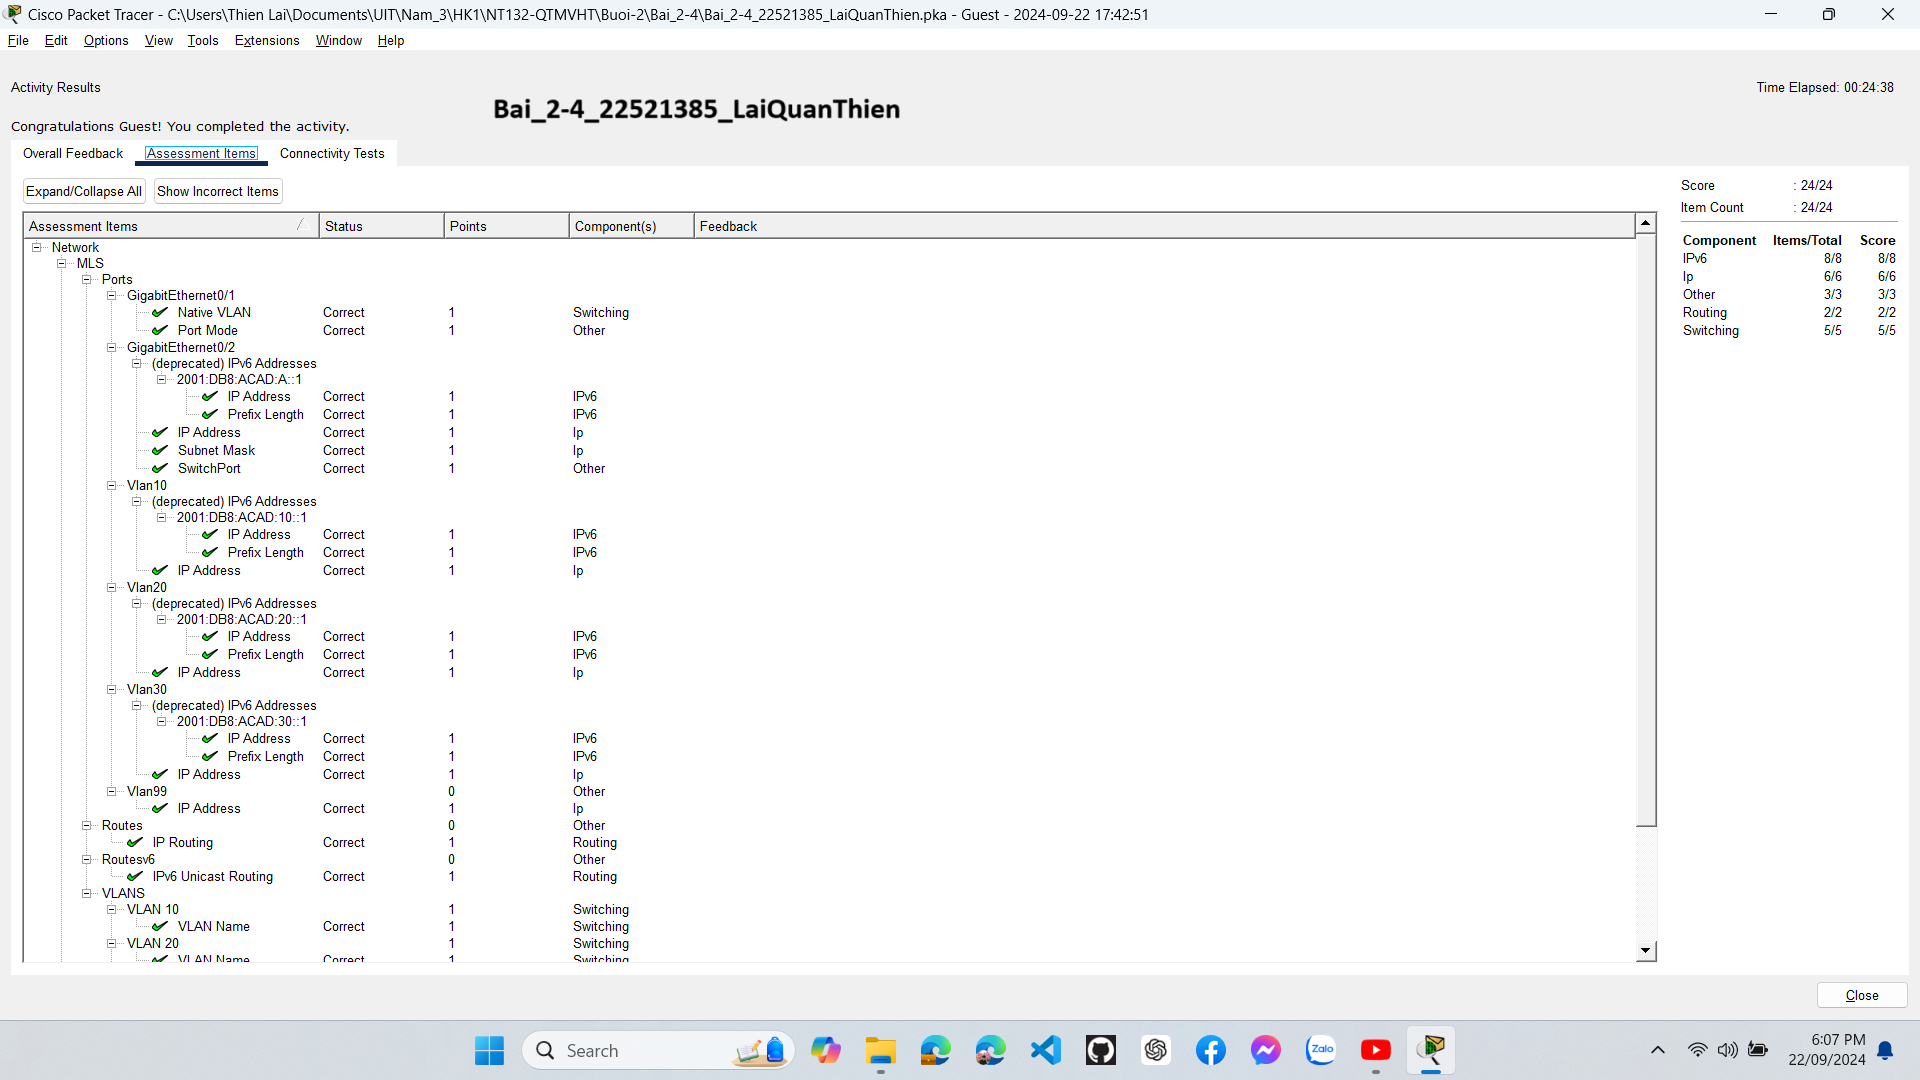 Cisco Packet Tracer - C:\Users\Thien Lai\Documents\UIT\Nam_3\HK1\NT132-QTMVHT\Buoi-2\Bai_2-4\Bai_2-4_22521385_LaiQuanThien.pka - Guest - 2024-09-22 17:42:51
File Edit Options View Tools Extensions Window Help
Activity Results
Time Elapsed: 00:24:38
Bai_2-4_22521385_LaiQuanThien
Congratulations Guest! You completed the activity.
Overall Feedback Assessment Items Connectivity Tests
Expand/Collapse All Show Incorrect Items
Assessment Items Status Points Component(s) Feedback
Network
MLS
Ports
GigabitEthernet0/1
Native VLAN Correct 1 Switching
Port Mode Correct 1 Other
GigabitEthernet0/2
(deprecated) IPv6 Addresses
2001:DB8:ACAD:A::1
IP Address Correct 1 IPv6
Prefix Length Correct 1 IPv6
IP Address Correct 1 Ip
Subnet Mask Correct 1 Ip
SwitchPort Correct 1 Other
Vlan10
(deprecated) IPv6 Addresses
2001:DB8:ACAD:10::1
IP Address Correct 1 IPv6
Prefix Length Correct 1 IPv6
IP Address Correct 1 Ip
Vlan20
(deprecated) IPv6 Addresses
2001:DB8:ACAD:20::1
IP Address Correct 1 IPv6
Prefix Length Correct 1 IPv6
IP Address Correct 1 Ip
Vlan30
(deprecated) IPv6 Addresses
2001:DB8:ACAD:30::1
IP Address Correct 1 IPv6
Prefix Length Correct 1 IPv6
IP Address Correct 1 Ip
Vlan99 0 Other
IP Address Correct 1 Ip
Routes 0 Other
IP Routing Correct 1 Routing
Routesv6 0 Other
IPv6 Unicast Routing Correct 1 Routing
VLANS
VLAN 10 1 Switching
VLAN Name Correct 1 Switching
VLAN 20 1 Switching
VLAN Name Correct 1 Switching
Score : 24/24
Item Count : 24/24
Component Items/Total Score
IPv6 8/8 8/8
Ip 6/6 6/6
Other 3/3 3/3
Routing 2/2 2/2
Switching 5/5 5/5
Close
Search
Zalo
6:07 PM
22/09/2024